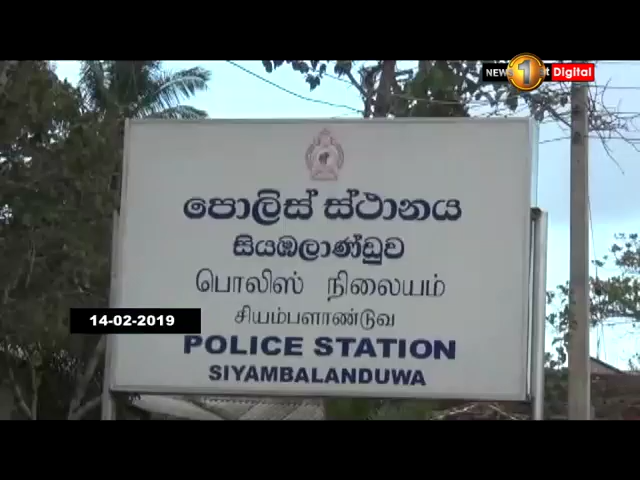 NEWS 1st Digital
පොලිස් ස්ථානය
සියඹලාණ්ඩුව
பொலிஸ் நிலையம்
சியம்பளாண்டுவ
14-02-2019
POLICE STATION
SIYAMBALANDUWA